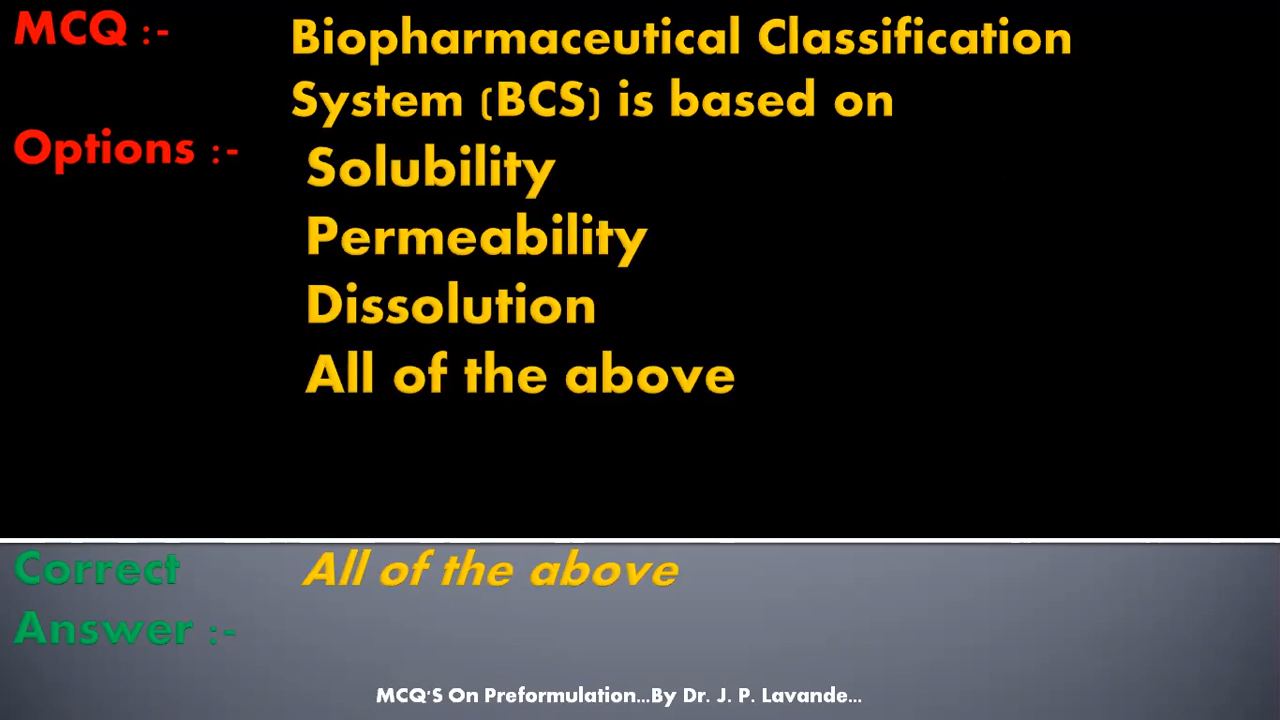 MCQ :- Biopharmaceutical Classification
System (BCS) is based on
Options :-
Solubility
Permeability
Dissolution
All of the above
Correct All of the above
Answer :-
MCQ'S On Preformulation...By Dr. J. P. Lavande...